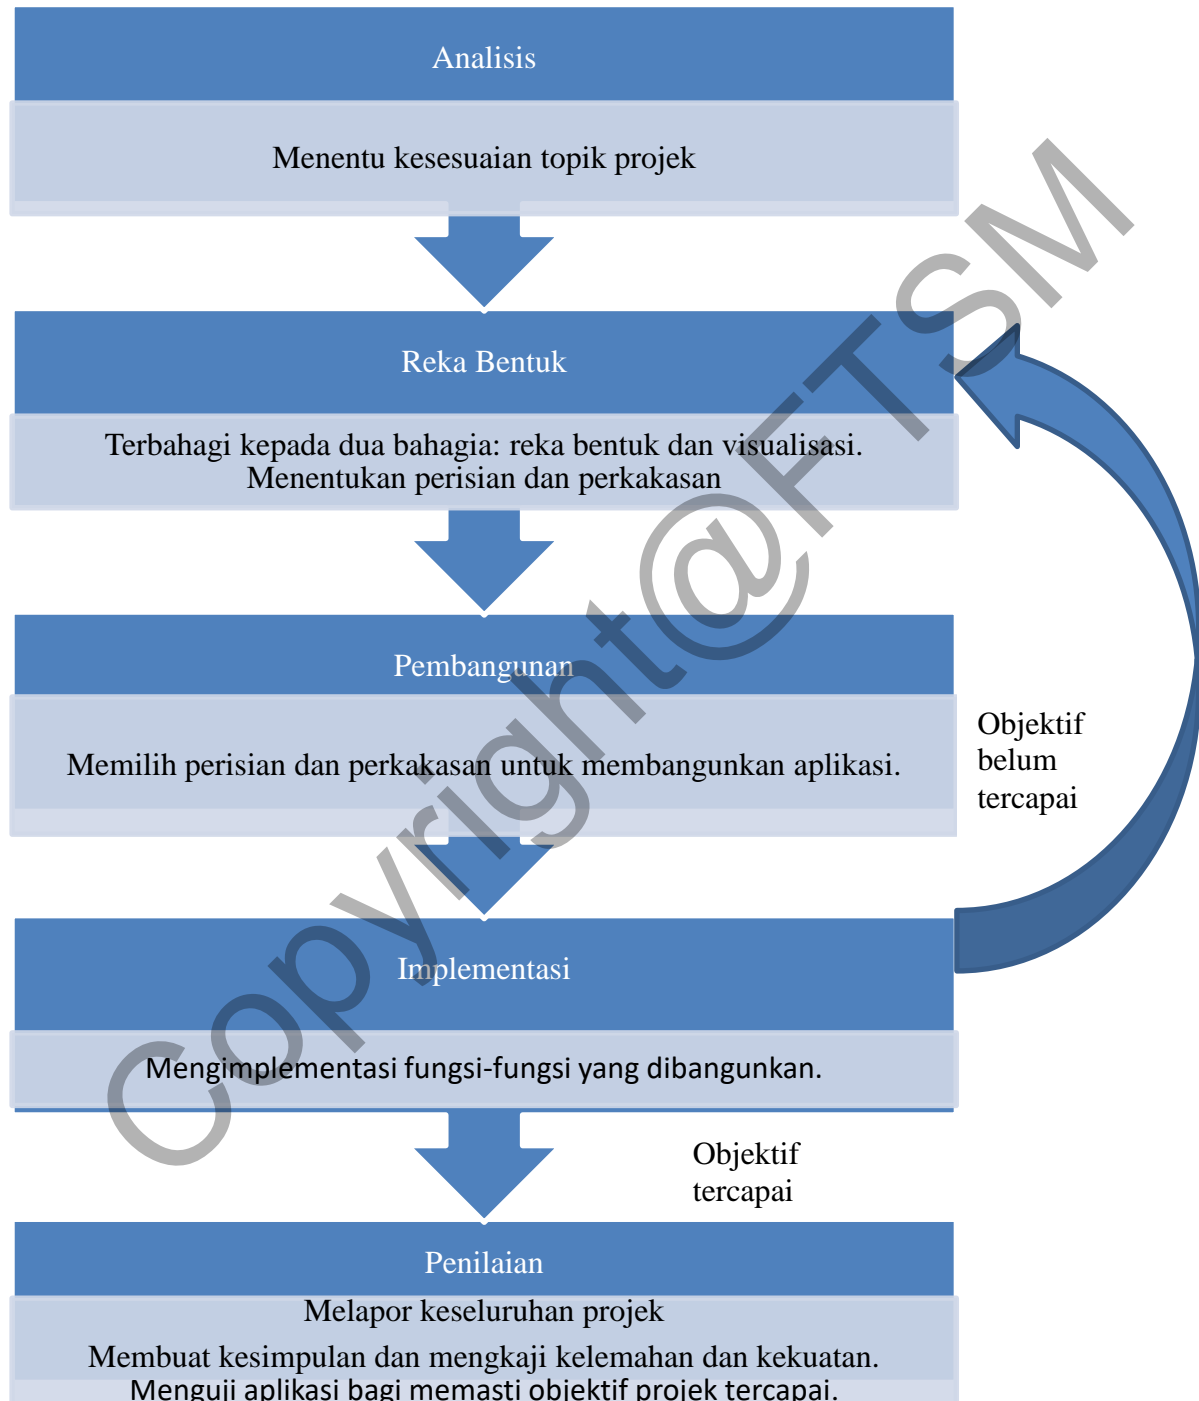 Analisis
Menentu kesesuaian topik projek
Reka Bentuk
Terbahagi kepada dua bahagia: reka bentuk dan visualisasi.
Menentukan perisian dan perkakasan
Pembangunan
Memilih perisian dan perkakasan untuk membangunkan aplikasi.
Objektif
belum
tercapai
Implementasi
Mengimplementasi fungsi-fungsi yang dibangunkan.
Objektif
tercapai
Penilaian
Melapor keseluruhan projek
Membuat kesimpulan dan mengkaji kelemahan dan kekuatan.
Menguji aplikasi bagi memasti objektif projek tercapai.
Copyright@FTSM